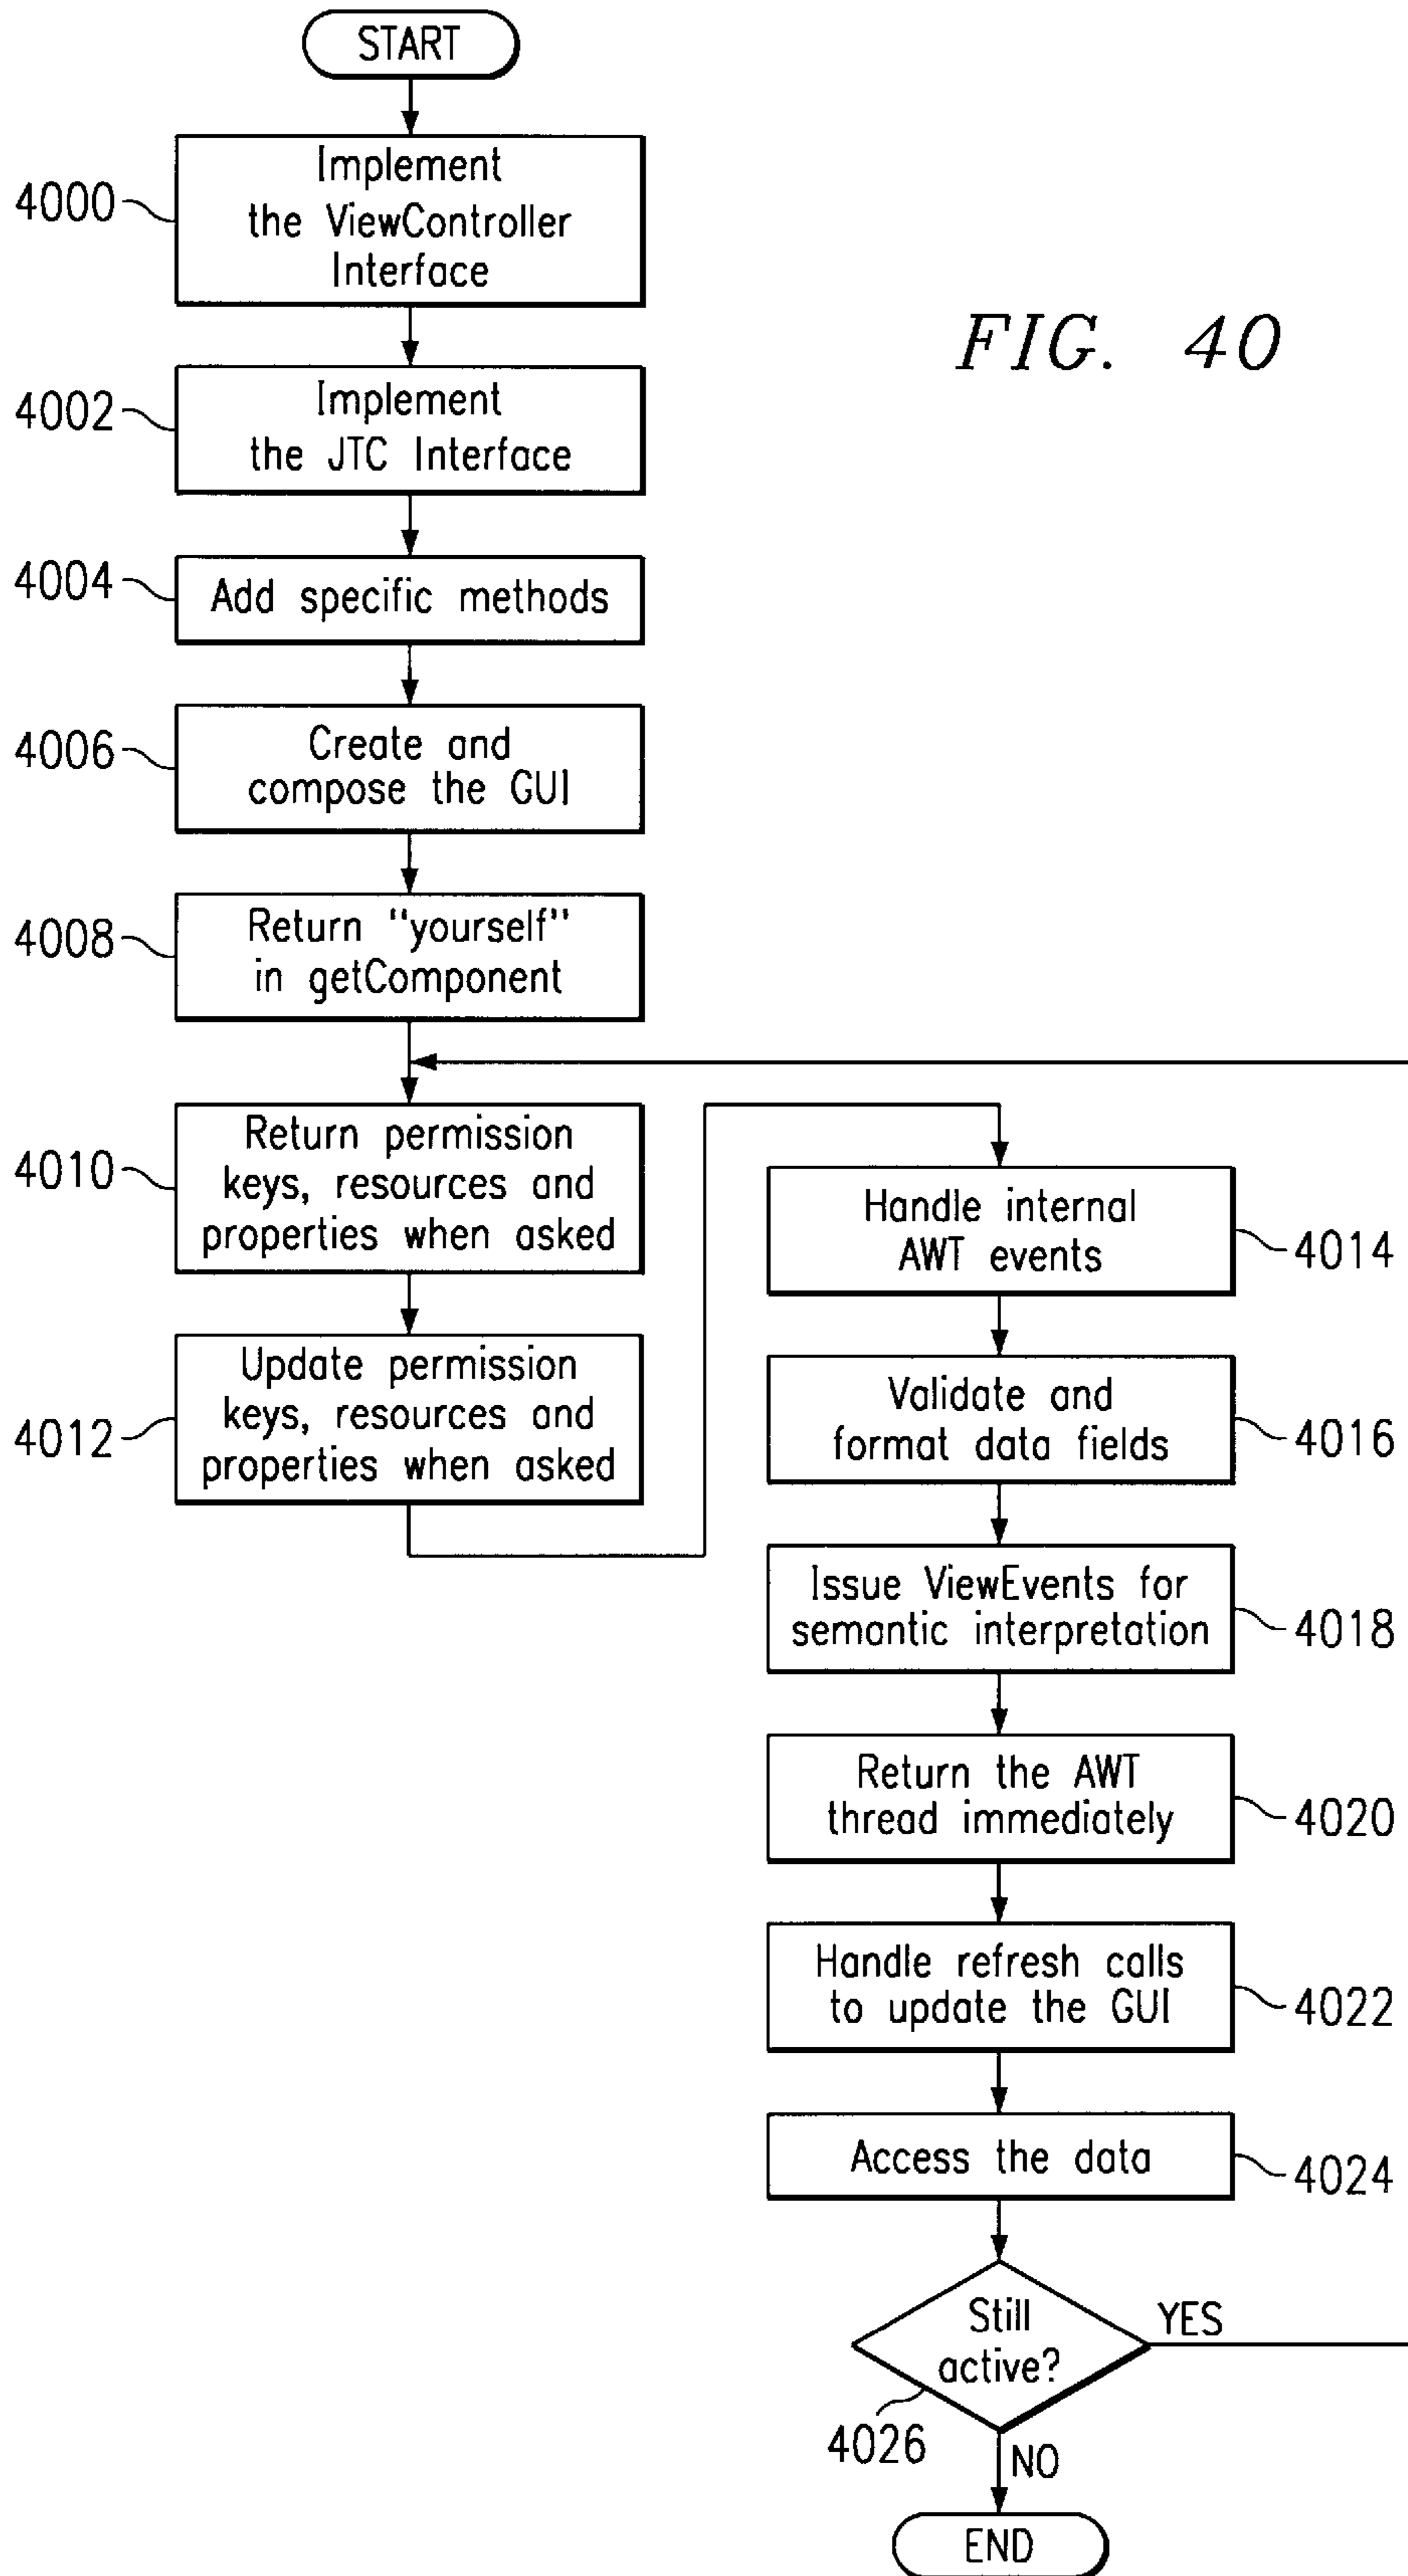 START
4000
Implement
the ViewController
Interface
FIG. 40
4002
Implement
the JTC Interface
4004
Add specific methods
4006
Create and
compose the GUI
4008
Return "yourself"
in getComponent
4010
Return permission
keys, resources and
properties when asked
4012
Update permission
keys, resources and
properties when asked
Handle internal
AWT events
4014
Validate and
format data fields
4016
Issue ViewEvents for
semantic interpretation
4018
Return the AWT
thread immediately
4020
Handle refresh calls
to update the GUI
4022
Access the data
4024
Still
active?
YES
4026
NO
END